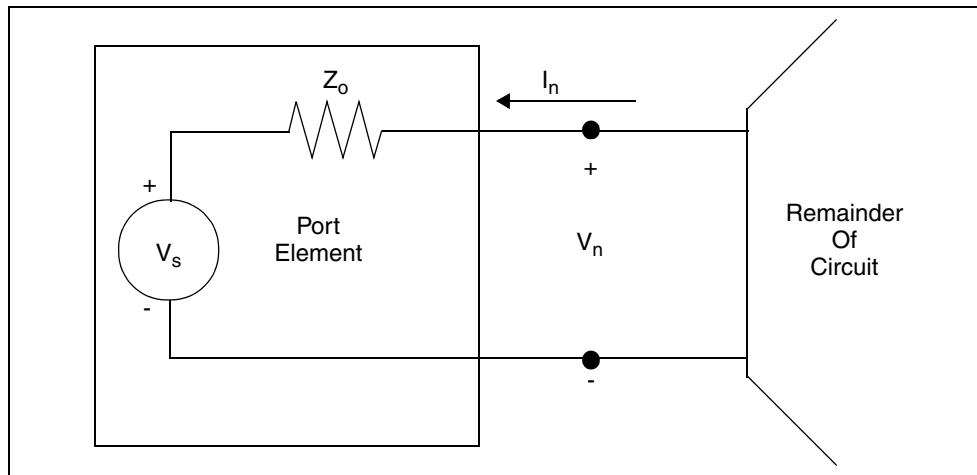 Zo
In
+
+
Port
Element
Vs
Vn
Remainder
Of
Circuit
-
-